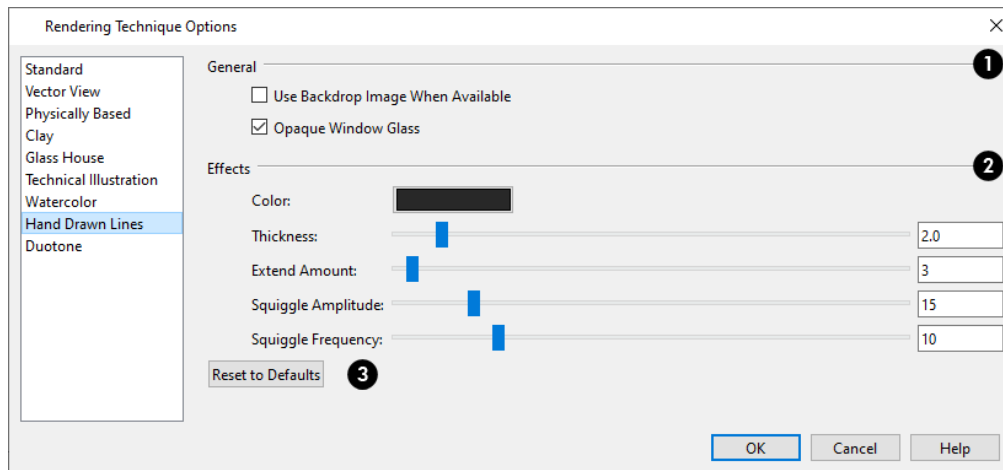 Rendering Technique Options
Standard
Vector View
Physically Based
Clay
Glass House
Technical Illustration
Watercolor
Hand Drawn Lines
Duotone
General
1
Use Backdrop Image When Available
Opaque Window Glass
Effects
2
Color:
Thickness: 2.0
Extend Amount: 3
Squiggle Amplitude: 15
Squiggle Frequency: 10
Reset to Defaults 3
OK Cancel Help